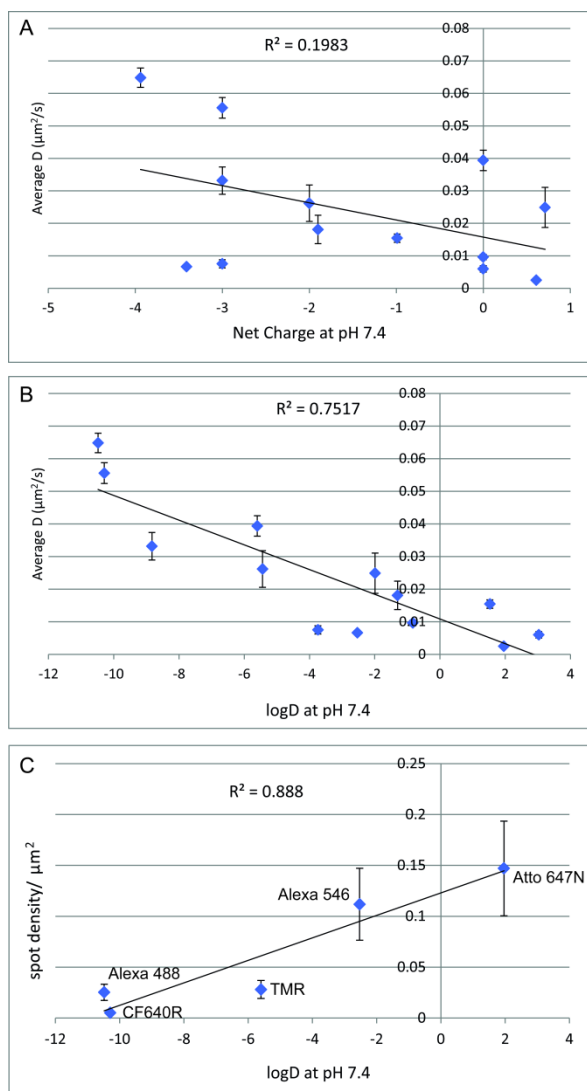 A
R² = 0.1983
Average D (µm²/s)
0.08
0.07
0.06
0.05
0.04
0.03
0.02
0.01
0
-5 -4 -3 -2 -1 0 1
Net Charge at pH 7.4
B
R² = 0.7517
Average D (µm²/s)
0.08
0.07
0.06
0.05
0.04
0.03
0.02
0.01
0
-12 -10 -8 -6 -4 -2 0 2 4
logD at pH 7.4
C
R² = 0.888
spot density/ µm²
0.25
0.2
0.15
0.1
0.05
0
Atto 647N
Alexa 546
Alexa 488
TMR
CF640R
-12 -10 -8 -6 -4 -2 0 2 4
logD at pH 7.4